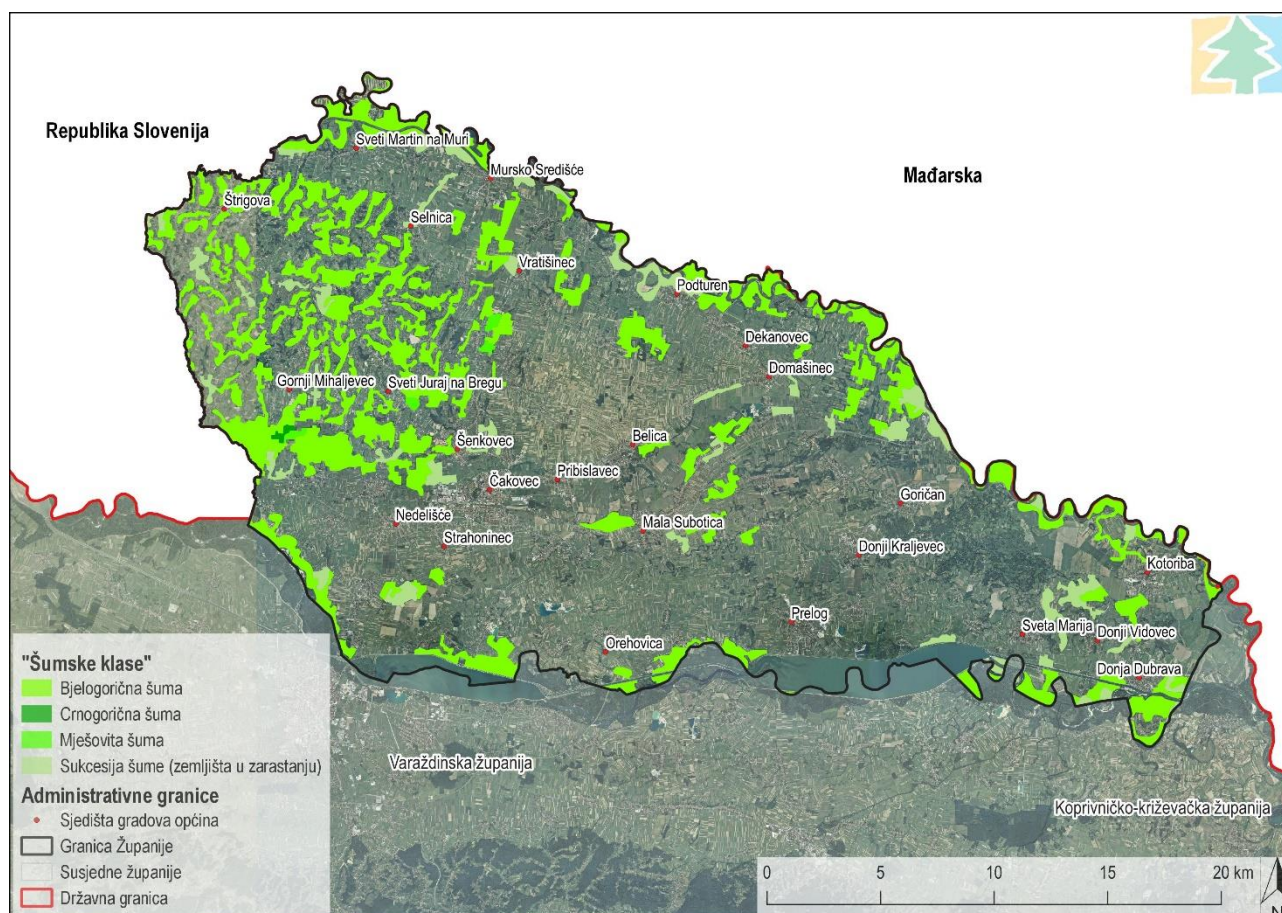 Republika Slovenija
Mađarska
Sveti Martin na Muri
Mursko Središće
Štrigova
Selnica
Vratišinec
Podturen
Dekanovec
Domašinec
Gornji Mihaljevec
Sveti Juraj na Bregu
Šenkovec
Belica
Pribislavec
Čakovec
Goričan
Nedelišće
Mala Subotica
Strahoninec
Donji Kraljevec
Kotoriba
Prelog
Sveta Marija
Donji Vidovec
Orehovica
Donja Dubrava
Varaždinska županija
Koprivničko-križevačka županija
"Šumske klase"
Bjelogorična šuma
Crnogorična šuma
Mješovita šuma
Sukcesija šume (zemljišta u zarastanju)
Administrativne granice
Sjedišta gradova općina
Granica Županije
Susjedne županije
Državna granica
0 5 10 15 20 km
N